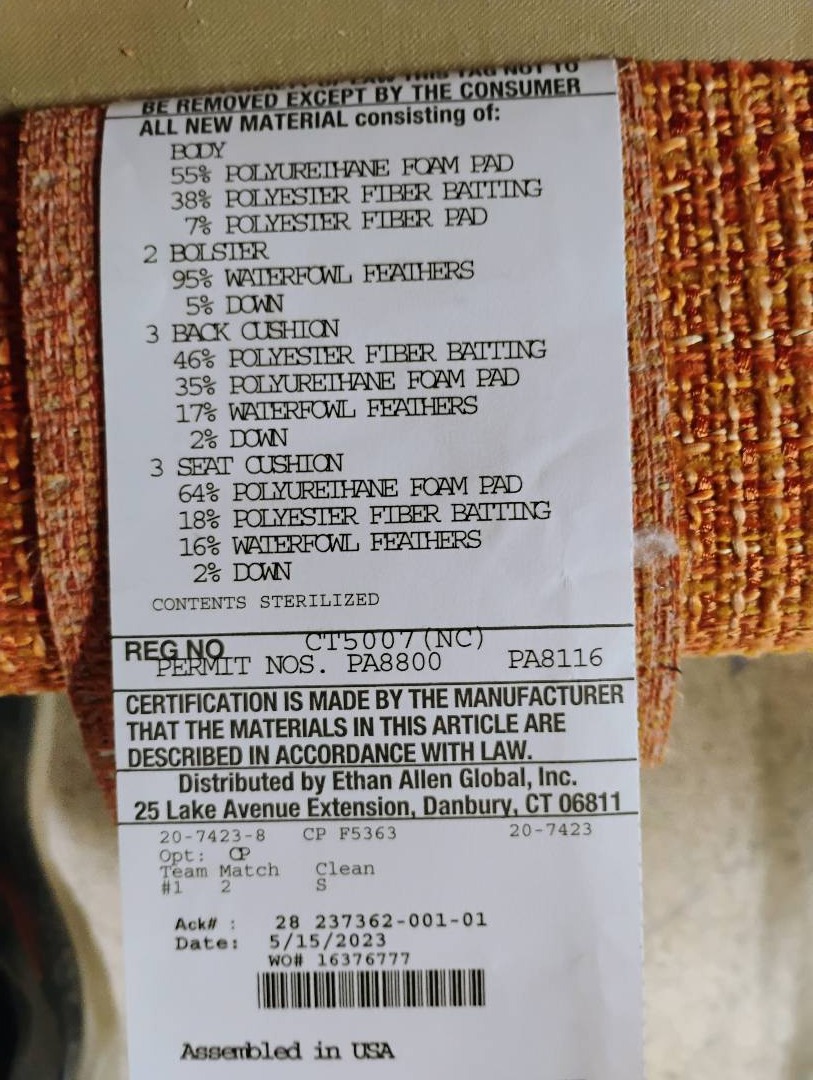 LAW THIS TAG NOT TO
BE REMOVED EXCEPT BY THE CONSUMER
ALL NEW MATERIAL consisting of:
BODY
55% POLYURETHANE FOAM PAD
38% POLYESTER FIBER BATTING
7% POLYESTER FIBER PAD
2 BOLSTER
95% WATERFOWL FEATHERS
5% DOWN
3 BACK CUSHION
46% POLYESTER FIBER BATTING
35% POLYURETHANE FOAM PAD
17% WATERFOWL FEATHERS
2% DOWN
3 SEAT CUSHION
64% POLYURETHANE FOAM PAD
18% POLYESTER FIBER BATTING
16% WATERFOWL FEATHERS
2% DOWN
CONTENTS STERILIZED
REG NO CT5007(NC)
PERMIT NOS. PA8800 PA8116
CERTIFICATION IS MADE BY THE MANUFACTURER
THAT THE MATERIALS IN THIS ARTICLE ARE
DESCRIBED IN ACCORDANCE WITH LAW.
Distributed by Ethan Allen Global, Inc.
25 Lake Avenue Extension, Danbury, CT 06811
20-7423-8 CP F5363 20-7423
Opt: CP
Team Match Clean
#1 2 S
Ack# : 28 237362-001-01
Date: 5/15/2023
WO# 16376777
Assembled in USA